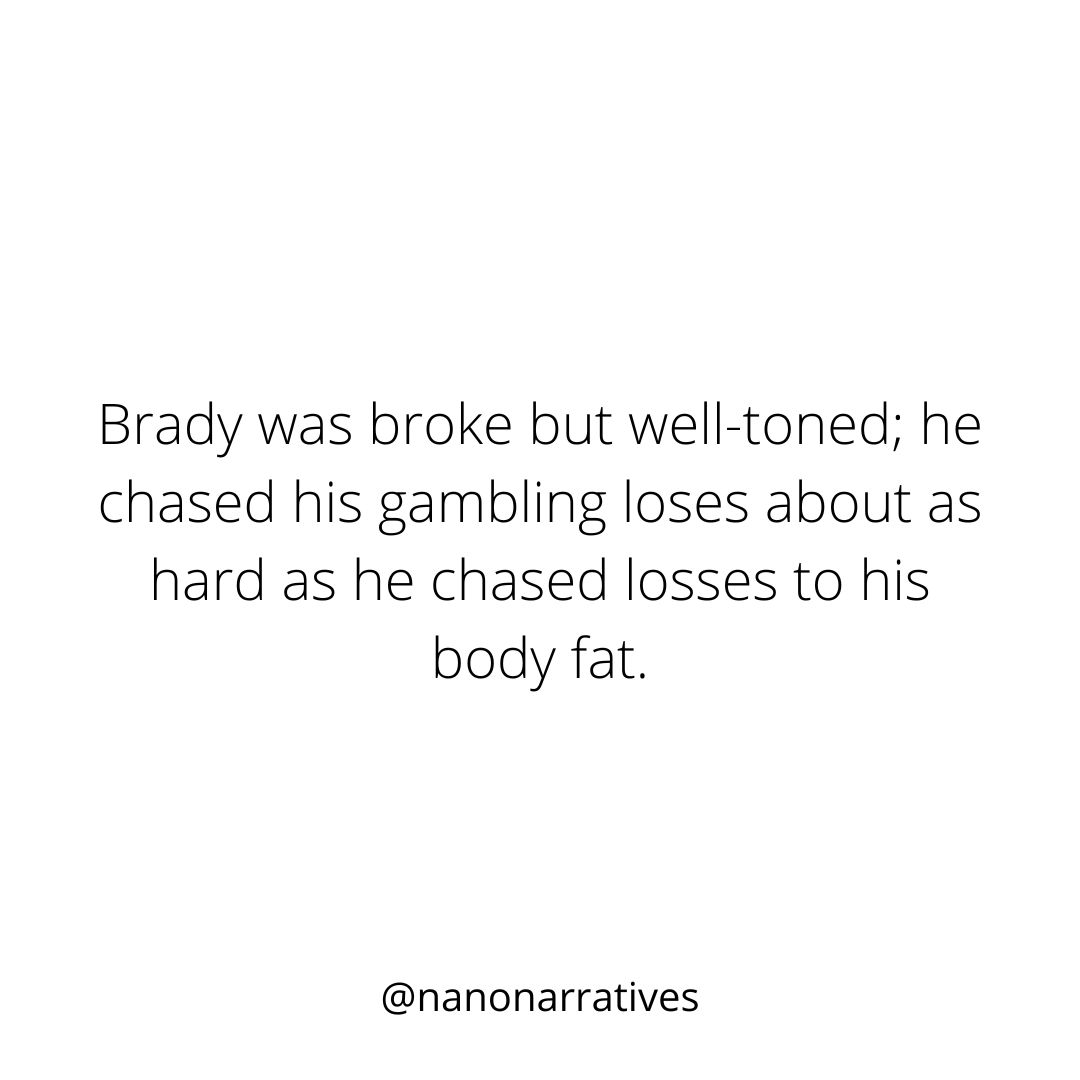 Brady was broke but well-toned; he
chased his gambling loses about as
hard as he chased losses to his
body fat.
@nanonarratives